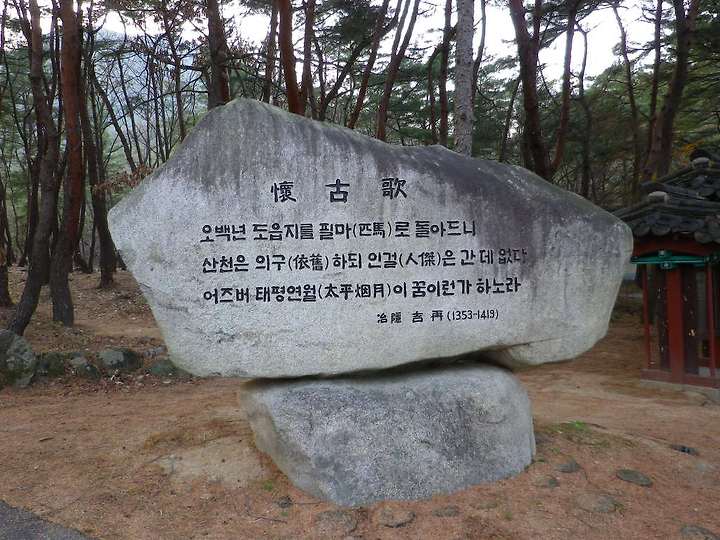 懷古歌
오백년 도읍지를 필마(匹馬)로 돌아드니
산천은 의구(依舊)하되 인걸(人傑)은 간 데 없다
어즈버 태평연월(太平烟月)이 꿈이런가 하노라
冶隱 吉再 (1353-1419)